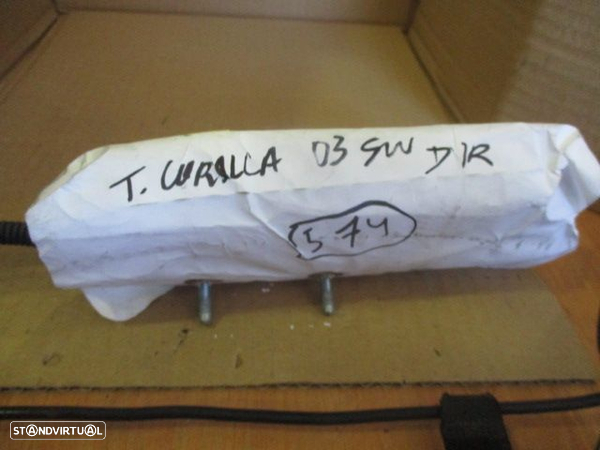 T. COROLLA 03 SW DIR
574
STANDVIRTUAL